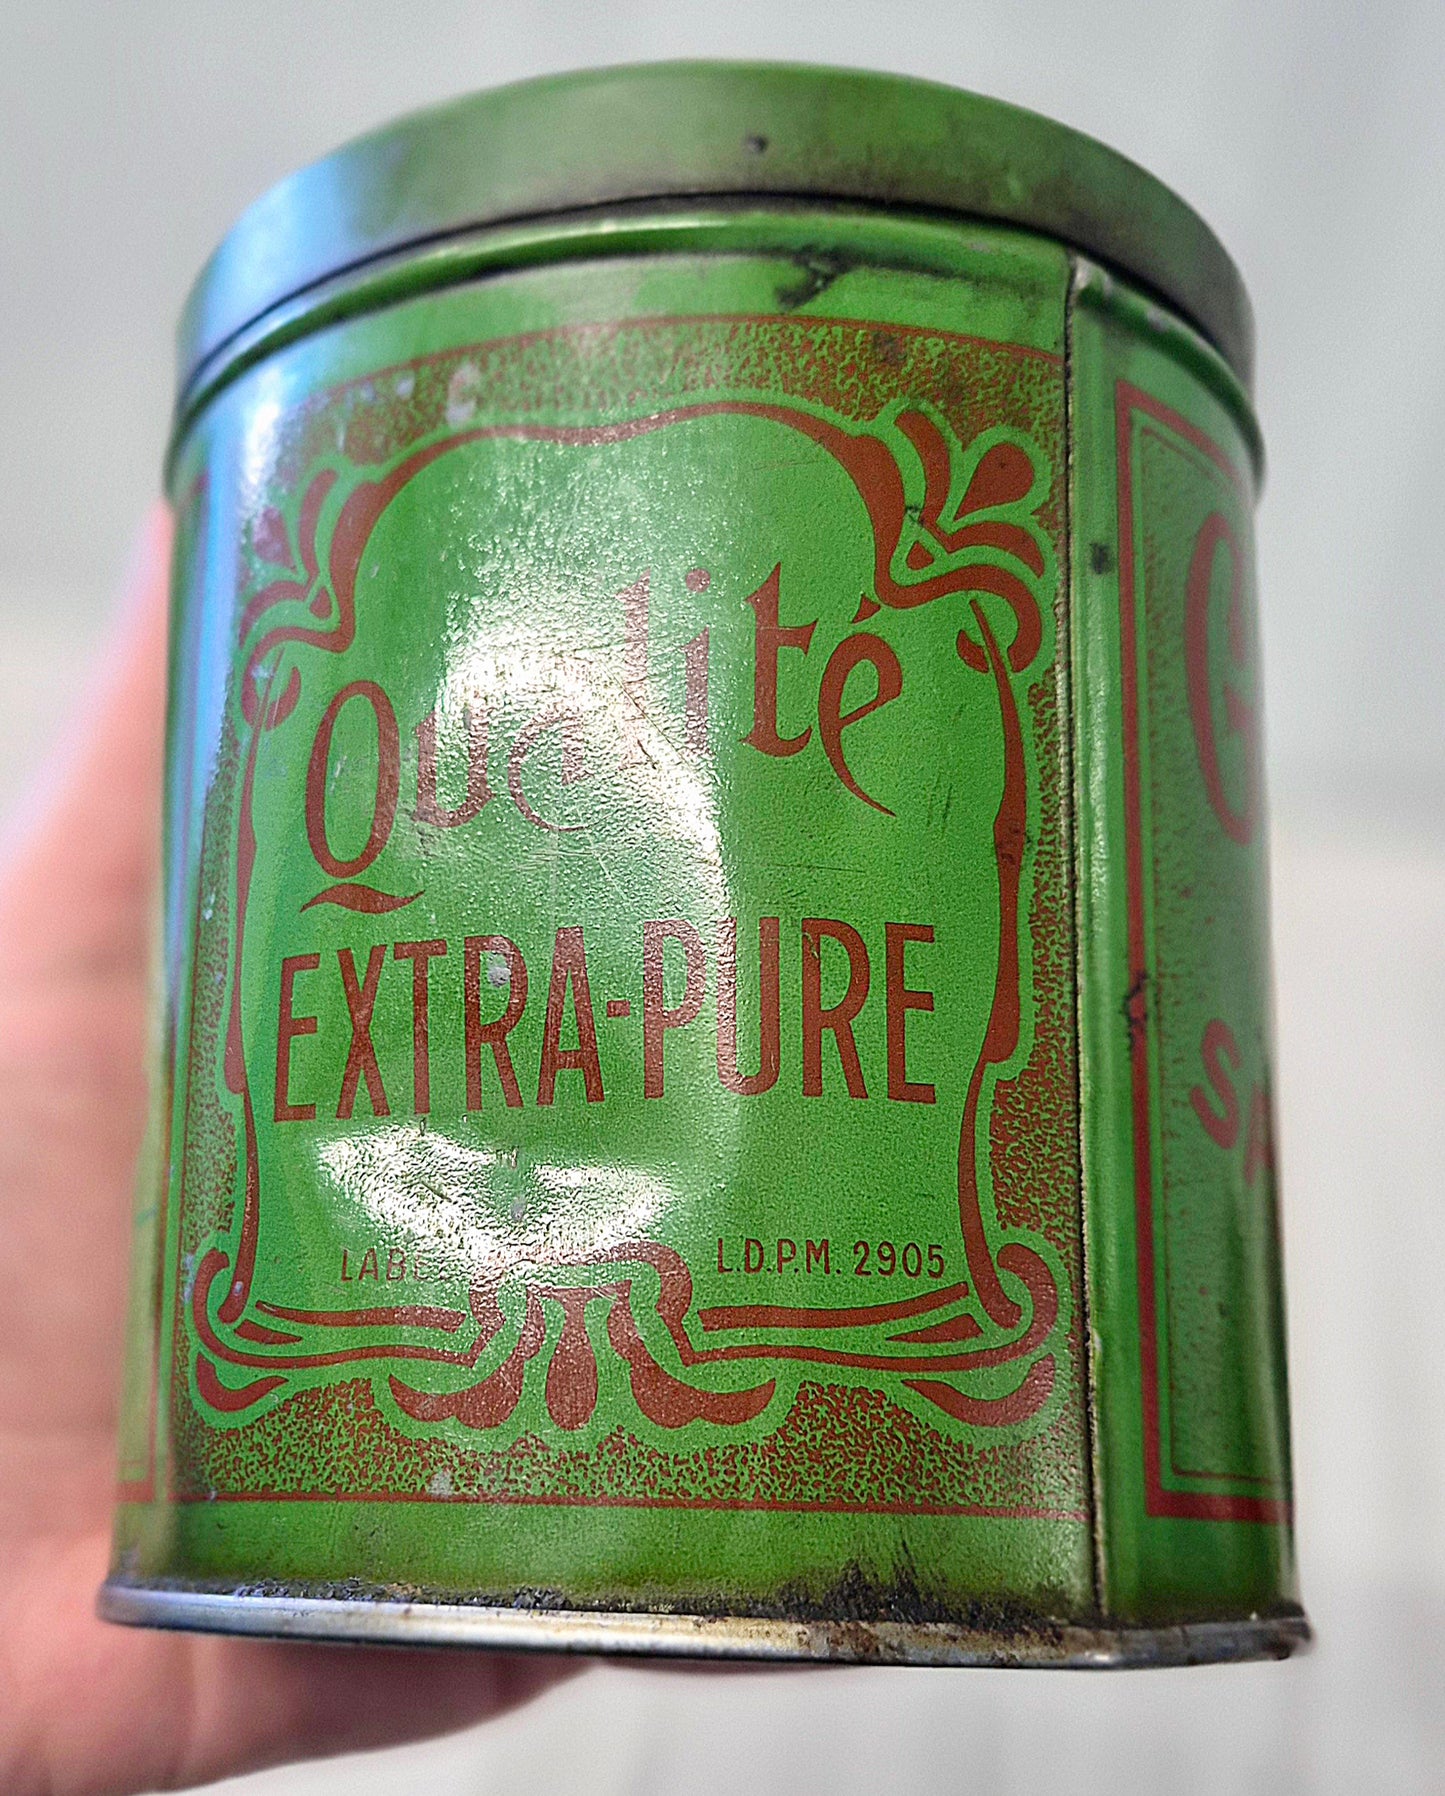 Qualité
EXTRA-PURE
L.D.P.M. 2905